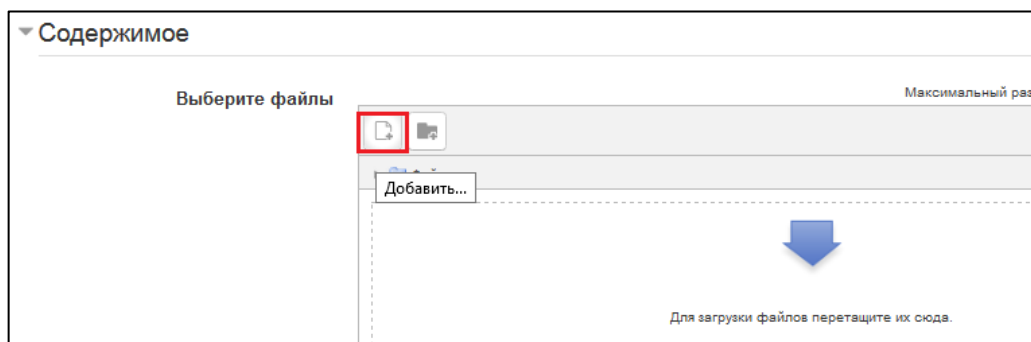 Содержимое
Максимальный раз
Выберите файлы
Добавить...
Для загрузки файлов перетащите их сюда.